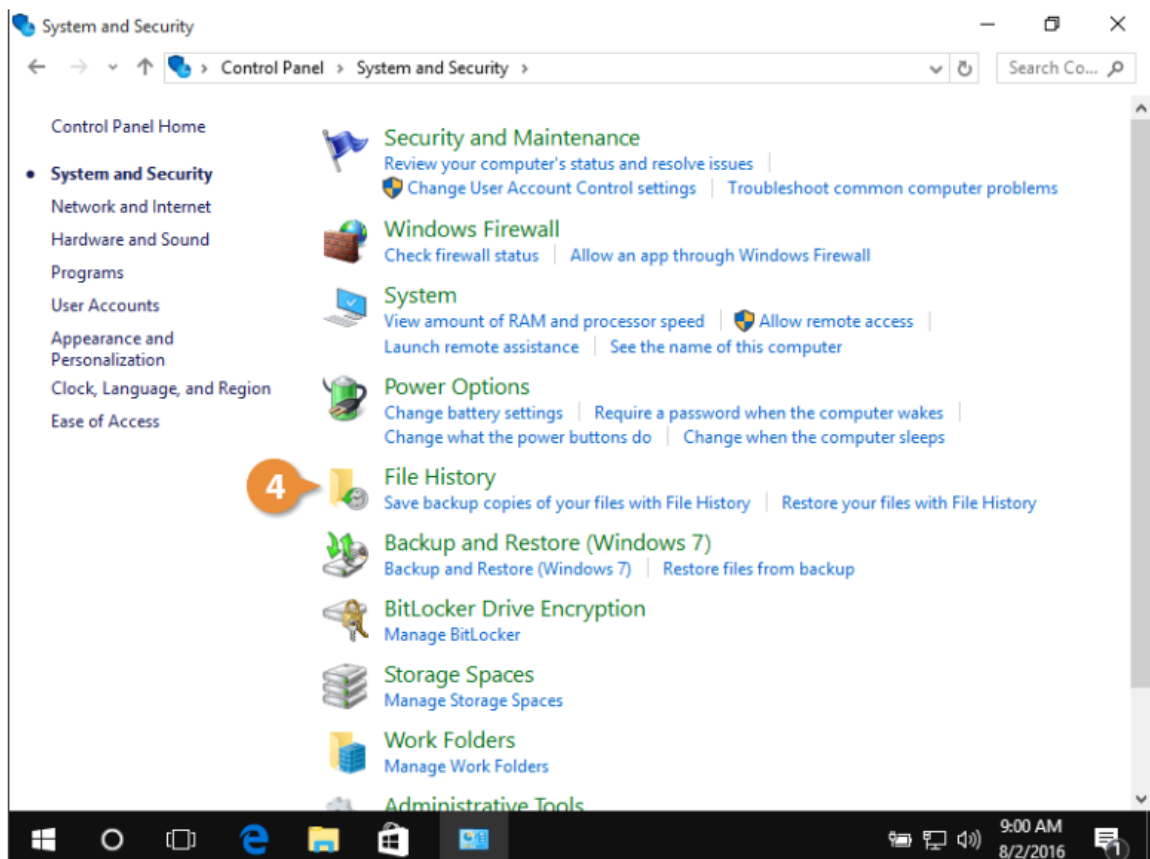 System and Security
Control Panel > System and Security >
Search Co...
Control Panel Home
System and Security
Network and Internet
Hardware and Sound
Programs
User Accounts
Appearance and
Personalization
Clock, Language, and Region
Ease of Access
Security and Maintenance
Review your computer's status and resolve issues
Change User Account Control settings
Troubleshoot common computer problems
Windows Firewall
Check firewall status
Allow an app through Windows Firewall
System
View amount of RAM and processor speed
Allow remote access
Launch remote assistance
See the name of this computer
Power Options
Change battery settings
Require a password when the computer wakes
Change what the power buttons do
Change when the computer sleeps
4
File History
Save backup copies of your files with File History
Restore your files with File History
Backup and Restore (Windows 7)
Backup and Restore (Windows 7)
Restore files from backup
BitLocker Drive Encryption
Manage BitLocker
Storage Spaces
Manage Storage Spaces
Work Folders
Manage Work Folders
Administrative Tools
9:00 AM
8/2/2016
1